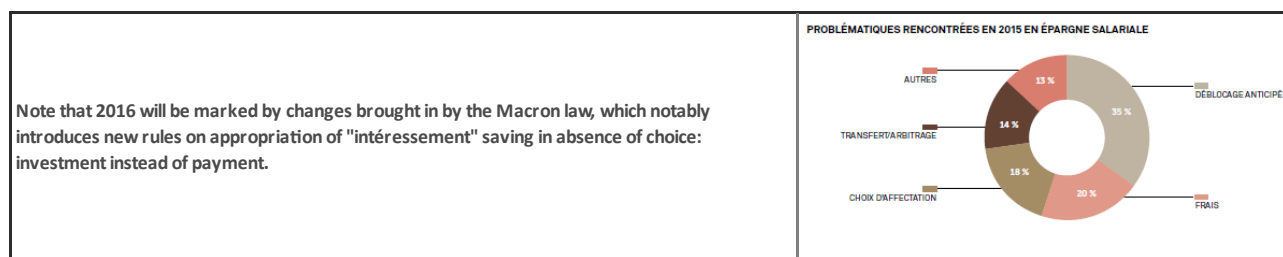 Note that 2016 will be marked by changes brought in by the Macron law, which notably
introduces new rules on appropriation of "intéressement" saving in absence of choice:
investment instead of payment.
PROBLÉMATIQUES RENCONTRÉES EN 2015 EN ÉPARGNE SALARIALE
AUTRES
13 %
DÉBLOCAGE ANTICIPÉ
35 %
TRANSFERT/ARBITRAGE
14 %
18 %
CHOIX D'AFFECTATION
20 %
FRAIS